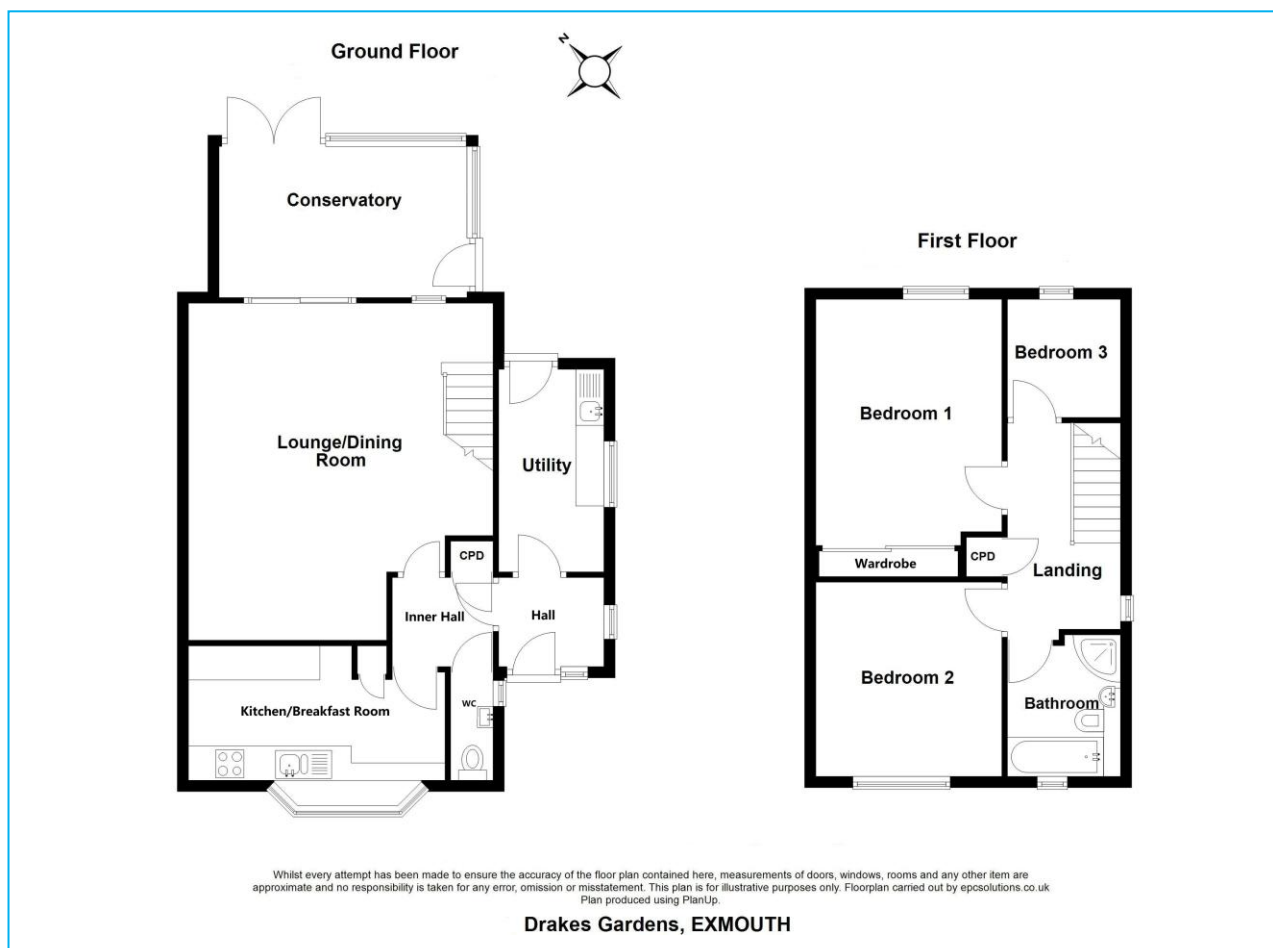 Ground Floor
N
Conservatory
Lounge/Dining
Room
Utility
CPD
Inner Hall
Hall
Kitchen/Breakfast Room
WC
First Floor
Bedroom 3
Bedroom 1
Wardrobe
CPD
Landing
Bedroom 2
Bathroom
Whilst every attempt has been made to ensure the accuracy of the floor plan contained here, measurements of doors, windows, rooms and any other item are
approximate and no responsibility is taken for any error, omission or misstatement. This plan is for illustrative purposes only. Floorplan carried out by epcsolutions.co.uk
Plan produced using PlanUp.
Drakes Gardens, EXMOUTH